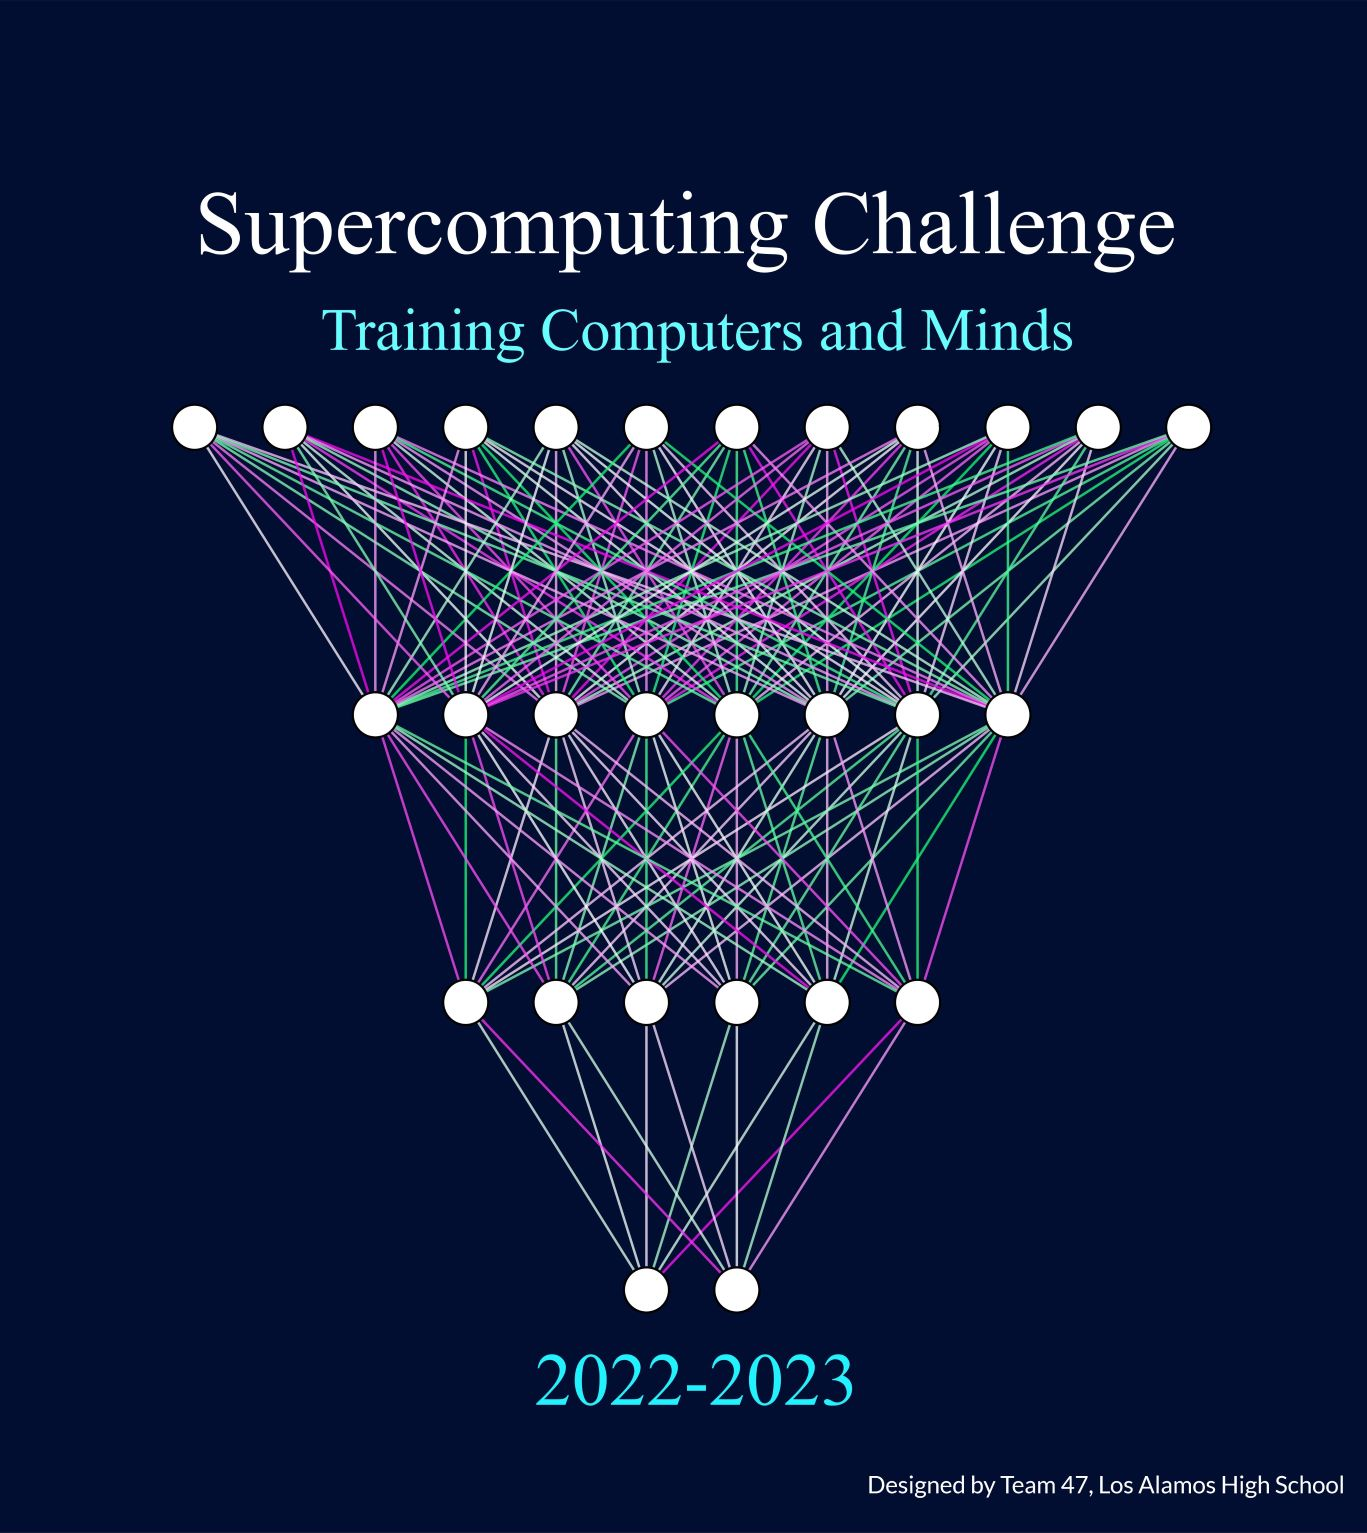 Supercomputing Challenge
Training Computers and Minds
2022-2023
Designed by Team 47, Los Alamos High School